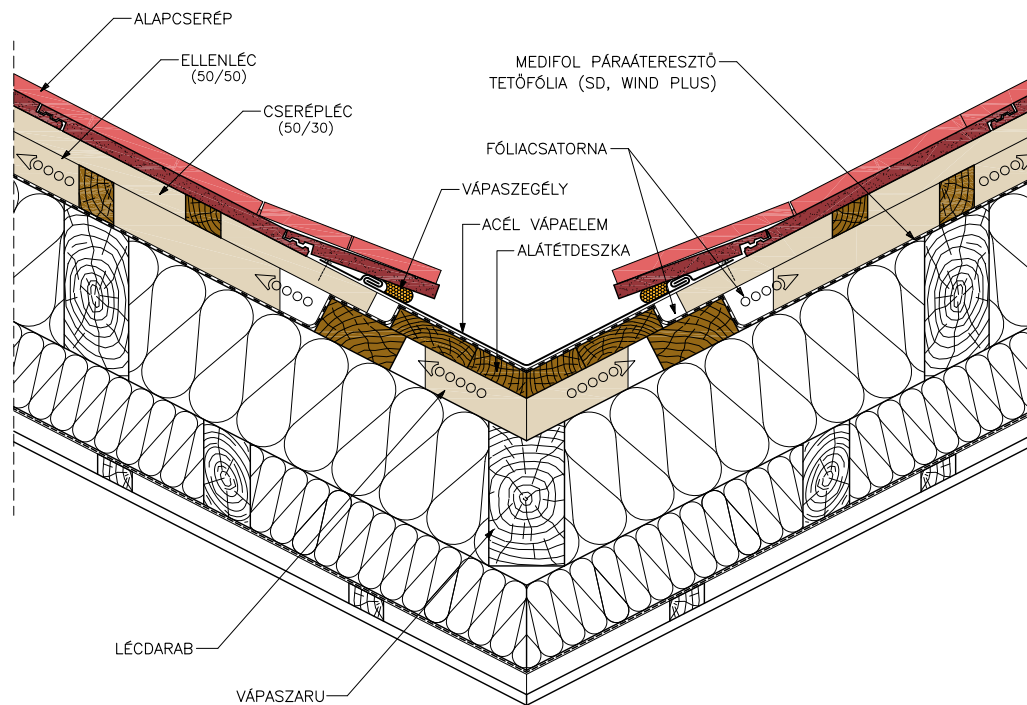 ALAPCSERÉP
ELLENLÉC
(50/50)
CSERÉPLÉC
(50/30)
MEDIFOL PÁRAÁTERESZTŐ
TETŐFÓLIA (SD, WIND PLUS)
FÓLIACSATORNA
VÁPASZEGÉLY
ACÉL VÁPAELEM
ALÁTÉTDESZKA
LÉCDARAB
VÁPASZARU